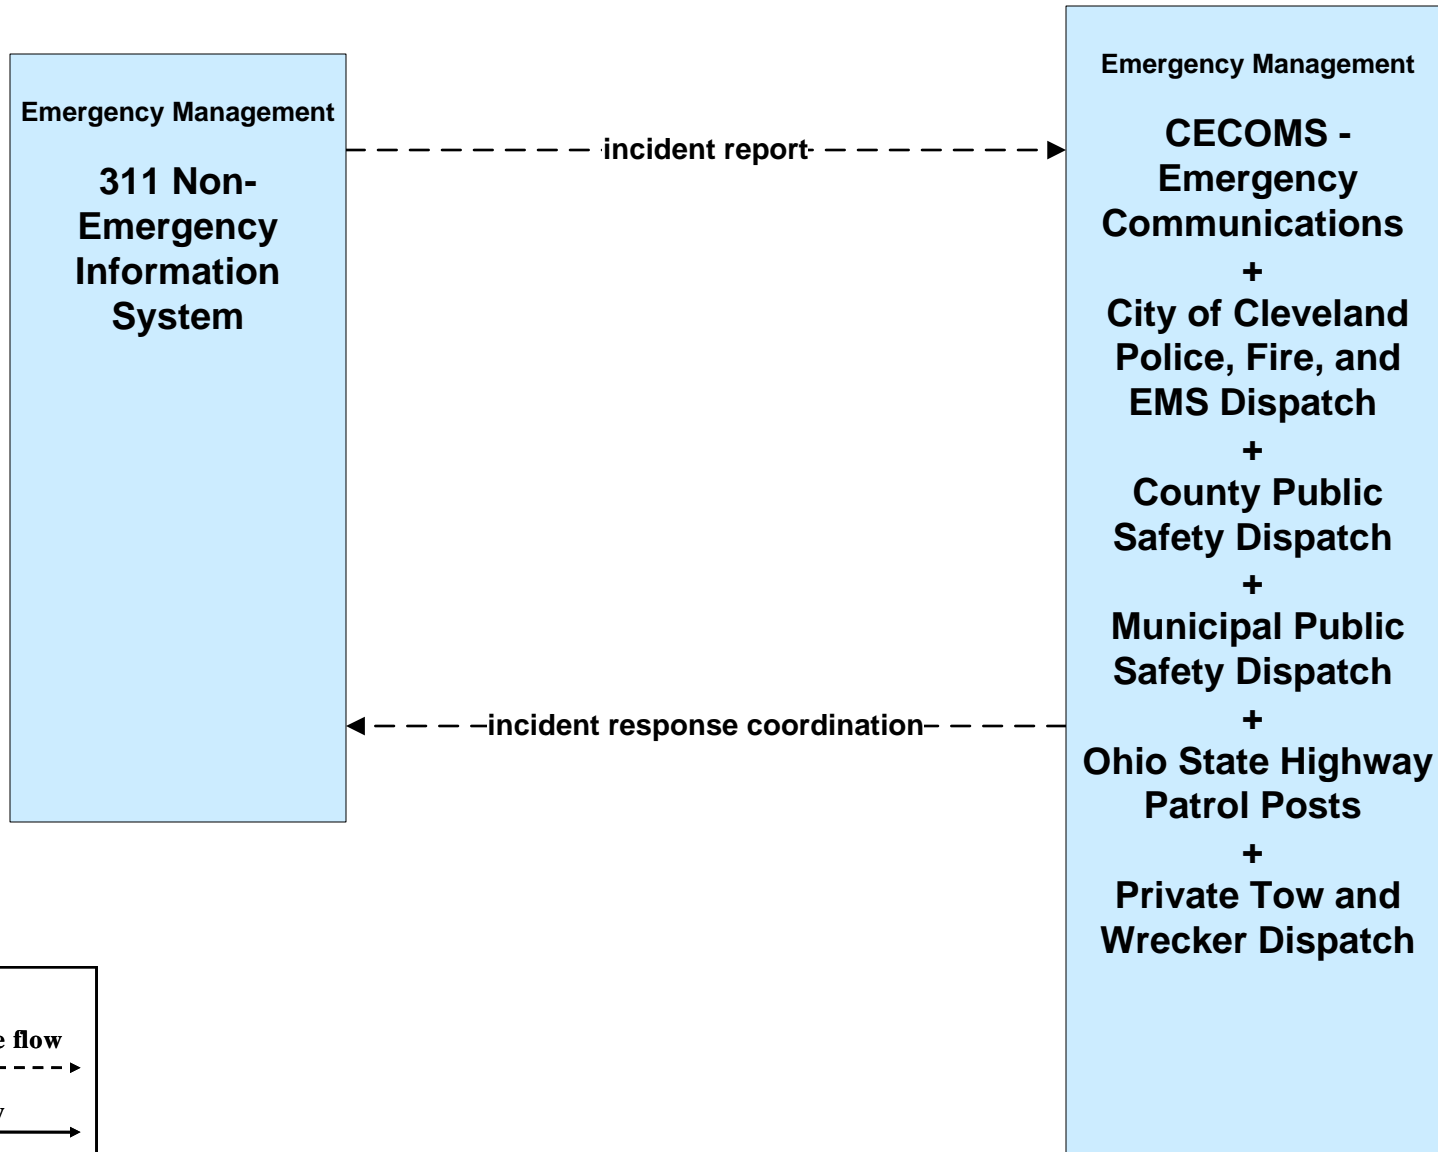 Emergency Management
311 Non-
Emergency
Information
System
incident report
incident response coordination
Emergency Management
CECOMS -
Emergency
Communications
+
City of Cleveland
Police, Fire, and
EMS Dispatch
+
County Public
Safety Dispatch
+
Municipal Public
Safety Dispatch
+
Ohio State Highway
Patrol Posts
+
Private Tow and
Wrecker Dispatch
flow